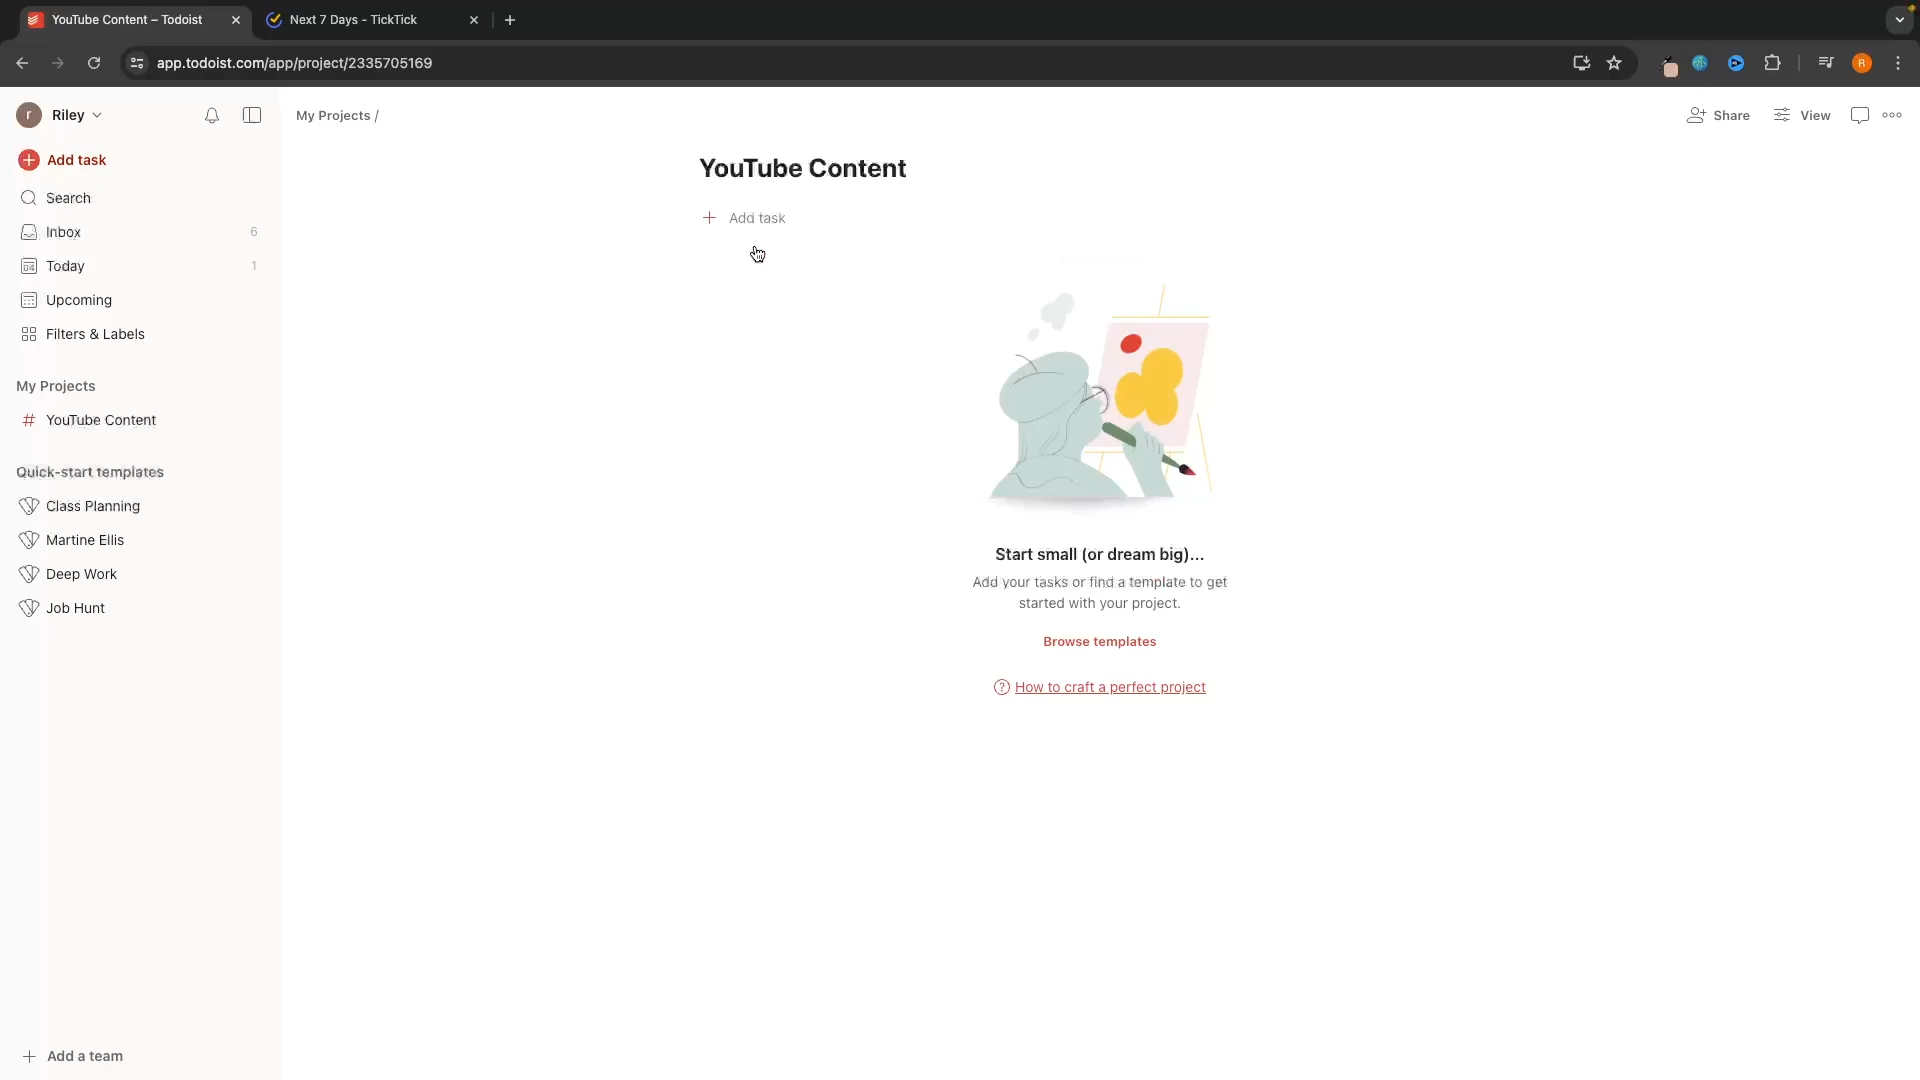 YouTube Content – Todoist
Next 7 Days - TickTick
app.todoist.com/app/project/2335705169
R
r
Riley
Add task
Search
Inbox 6
04 Today 1
Upcoming
Filters & Labels
My Projects
# YouTube Content
Quick-start templates
Class Planning
Martine Ellis
Deep Work
Job Hunt
Add a team
My Projects /
Share
View
YouTube Content
Add task
Start small (or dream big)...
Add your tasks or find a template to get
started with your project.
Browse templates
? How to craft a perfect project